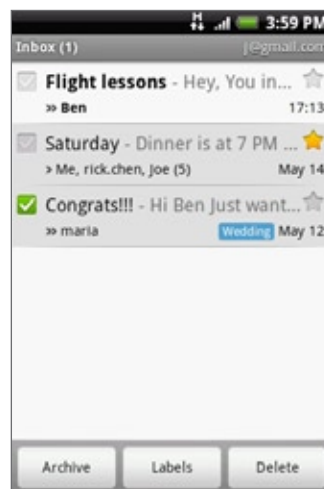 H 3:59 PM
Inbox (1) j@gmail.com
Flight lessons - Hey, You in...
» Ben 17:13
Saturday - Dinner is at 7 PM ...
› Me, rick.chen, Joe (5) May 14
Congrats!!! - Hi Ben Just want...
» maria Wedding May 12
Archive Labels Delete